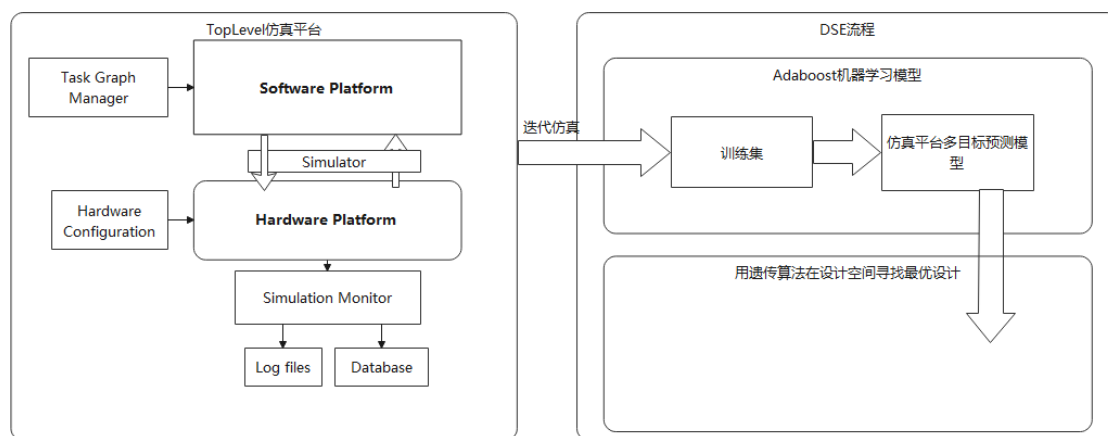 TopLevel仿真平台
Task Graph
Manager
Software Platform
Simulator
Hardware
Configuration
Hardware Platform
Simulation Monitor
Log files
Database
迭代仿真
DSE流程
Adaboost机器学习模型
训练集
仿真平台多目标预测模
型
用遗传算法在设计空间寻找最优设计